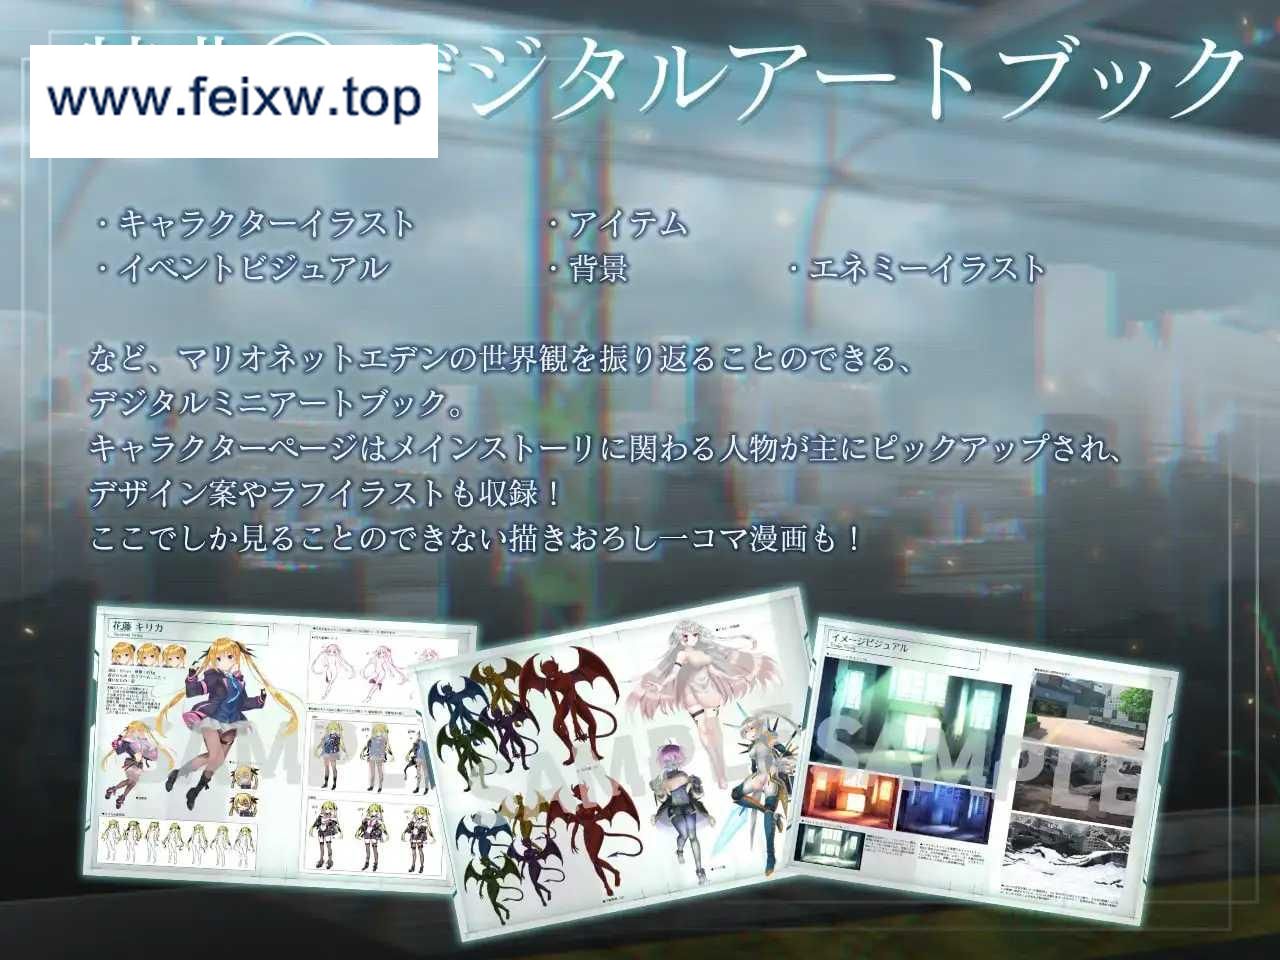 デジタルアートブック
www.feixw.top
・キャラクターイラスト ・アイテム
・イベントビジュアル ・背景 ・エネミーイラスト
など、マリオネットエデンの世界観を振り返ることのできる、
デジタルミニアートブック。
キャラクターページはメインストーリに関わる人物が主にピックアップされ、
デザイン案やラフイラストも収録！
ここでしか見ることのできない描きおろし一コマ漫画も！
花藤 キリカ
イメージビジュアル
SAMPLE
SAMPLE
SAMPLE